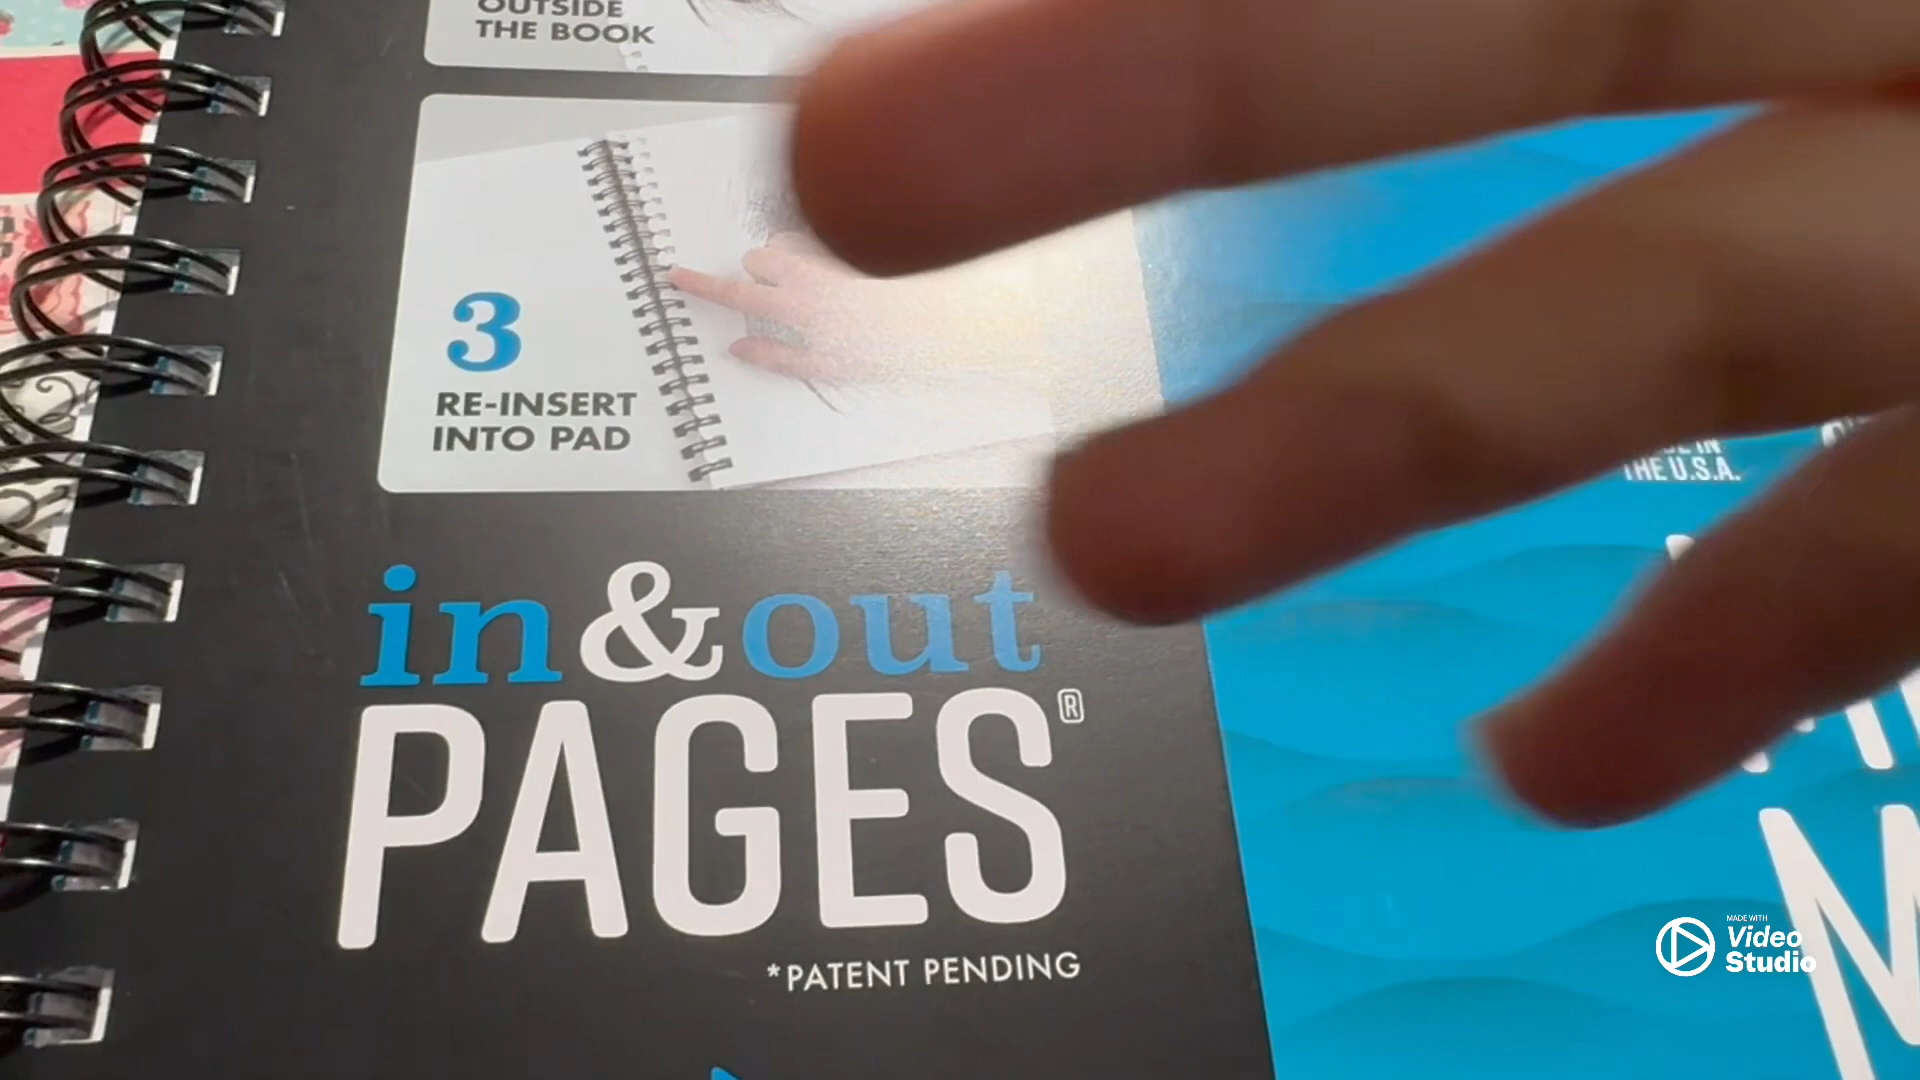 OUTSIDE
THE BOOK
3
RE-INSERT
INTO PAD
in&out
PAGES®
*PATENT PENDING
THE U.S.A.
MADE WITH
Video
Studio